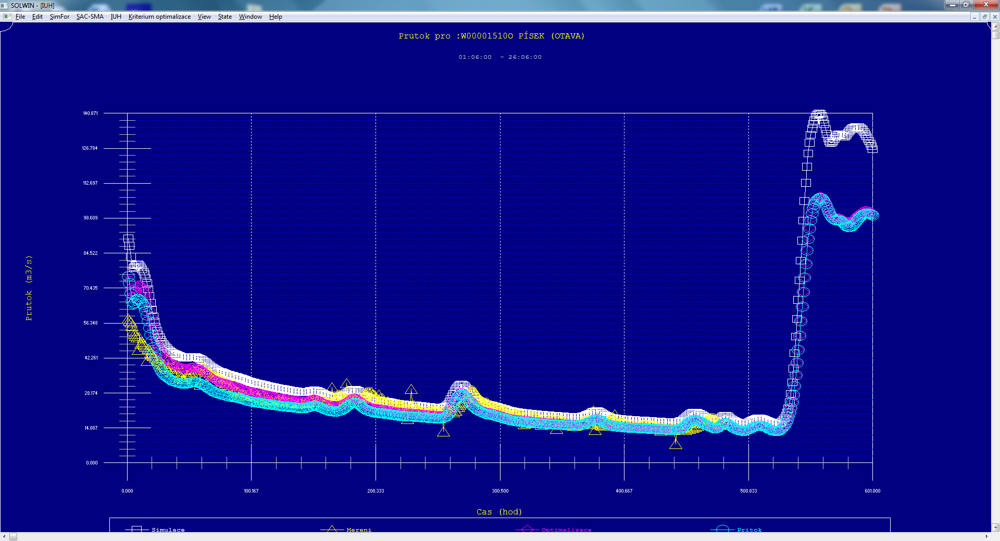 SOLWIN - [IUH]
File Edit SimFor SAC-SMA IUH Kriterium optimalizace View State Window Help
Prutok pro :W000015100 PÍSEK (OTAVA)
01:06:00 - 26:06:00
140.871
126.784
112.697
98.609
84.522
70.435
56.348
42.261
28.174
14.087
0.000
Prutok (m3/s)
0.000 100.167 200.333 300.500 400.667 500.833 601.000
Cas (hod)
Simulace Mereni Optimalizace Pritok